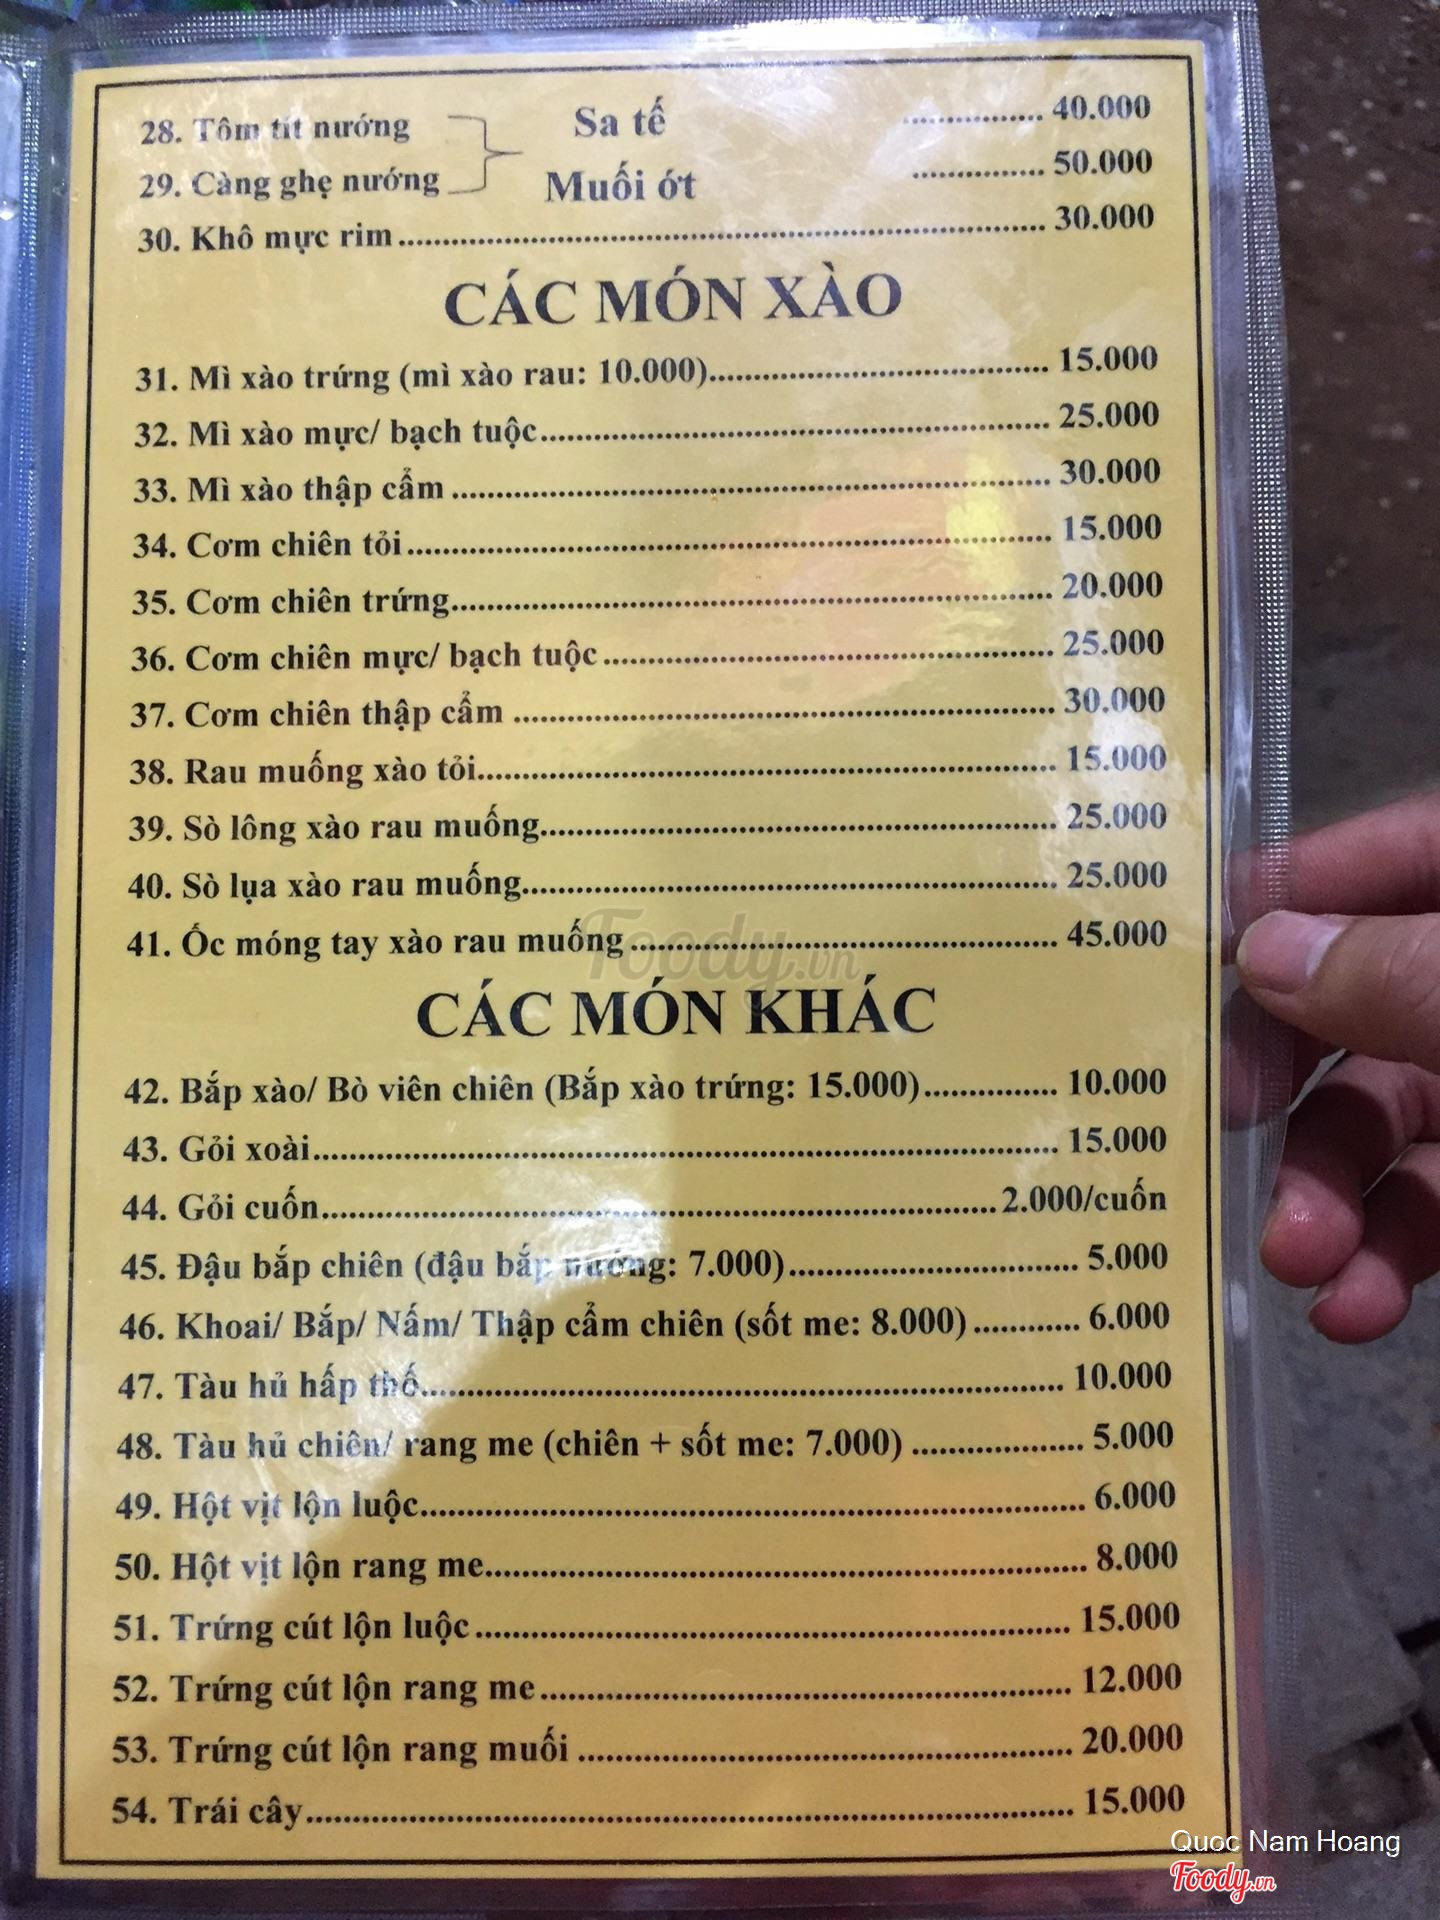 28. Tôm tít nướng Sa tế ................ 40.000
29. Càng ghẹ nướng Muối ớt ............... 50.000
30. Khô mực rim ................ 30.000
CÁC MÓN XÀO
31. Mì xào trứng (mì xào rau: 10.000)................ 15.000
32. Mì xào mực/ bạch tuộc................ 25.000
33. Mì xào thập cẩm ................ 30.000
34. Cơm chiên tỏi ................ 15.000
35. Cơm chiên trứng................ 20.000
36. Cơm chiên mực/ bạch tuộc ................ 25.000
37. Cơm chiên thập cẩm ................ 30.000
38. Rau muống xào tỏi................ 15.000
39. Sò lông xào rau muống................ 25.000
40. Sò lụa xào rau muống................ 25.000
41. Ốc móng tay xào rau muống ................ 45.000
Foody.vn
CÁC MÓN KHÁC
42. Bắp xào/ Bò viên chiên (Bắp xào trứng: 15.000)............... 10.000
43. Gỏi xoài................ 15.000
44. Gỏi cuốn................ 2.000/cuốn
45. Đậu bắp chiên (đậu bắp nướng: 7.000)................ 5.000
46. Khoai/ Bắp/ Nấm/ Thập cẩm chiên (sốt me: 8.000) ............ 6.000
47. Tàu hủ hấp thố................ 10.000
48. Tàu hủ chiên/ rang me (chiên + sốt me: 7.000) ................ 5.000
49. Hột vịt lộn luộc................ 6.000
50. Hột vịt lộn rang me................ 8.000
51. Trứng cút lộn luộc ................ 15.000
52. Trứng cút lộn rang me................ 12.000
53. Trứng cút lộn rang muối ................ 20.000
54. Trái cây................ 15.000
Quoc Nam Hoang
Foody.vn